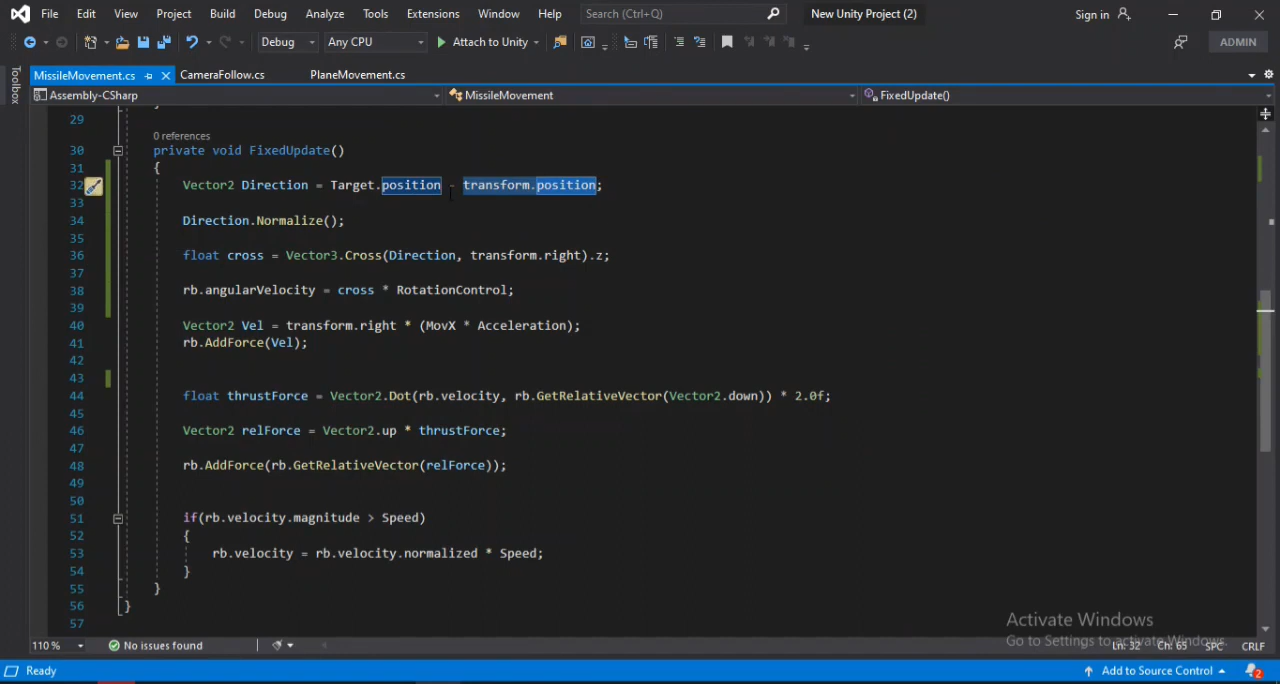 File Edit View Project Build Debug Analyze Tools Extensions Window Help Search (Ctrl+Q) New Unity Project (2) Sign in
Debug Any CPU Attach to Unity ADMIN
Toolbox
MissileMovement.cs CameraFollow.cs PlaneMovement.cs
Assembly-CSharp MissileMovement FixedUpdate()
29
0 references
30 private void FixedUpdate()
31 {
32 Vector2 Direction = Target.position - transform.position;
33
34 Direction.Normalize();
35
36 float cross = Vector3.Cross(Direction, transform.right).z;
37
38 rb.angularVelocity = cross * RotationControl;
39
40 Vector2 Vel = transform.right * (MovX * Acceleration);
41 rb.AddForce(Vel);
42
43
44 float thrustForce = Vector2.Dot(rb.velocity, rb.GetRelativeVector(Vector2.down)) * 2.0f;
45
46 Vector2 relForce = Vector2.up * thrustForce;
47
48 rb.AddForce(rb.GetRelativeVector(relForce));
49
50
51 if(rb.velocity.magnitude > Speed)
52 {
53 rb.velocity = rb.velocity.normalized * Speed;
54 }
55 }
56 }
57
Activate Windows
Go to Settings to activate Windows.
110 % No issues found Ln: 32 Ch: 65 SPC CRLF
Ready Add to Source Control 2